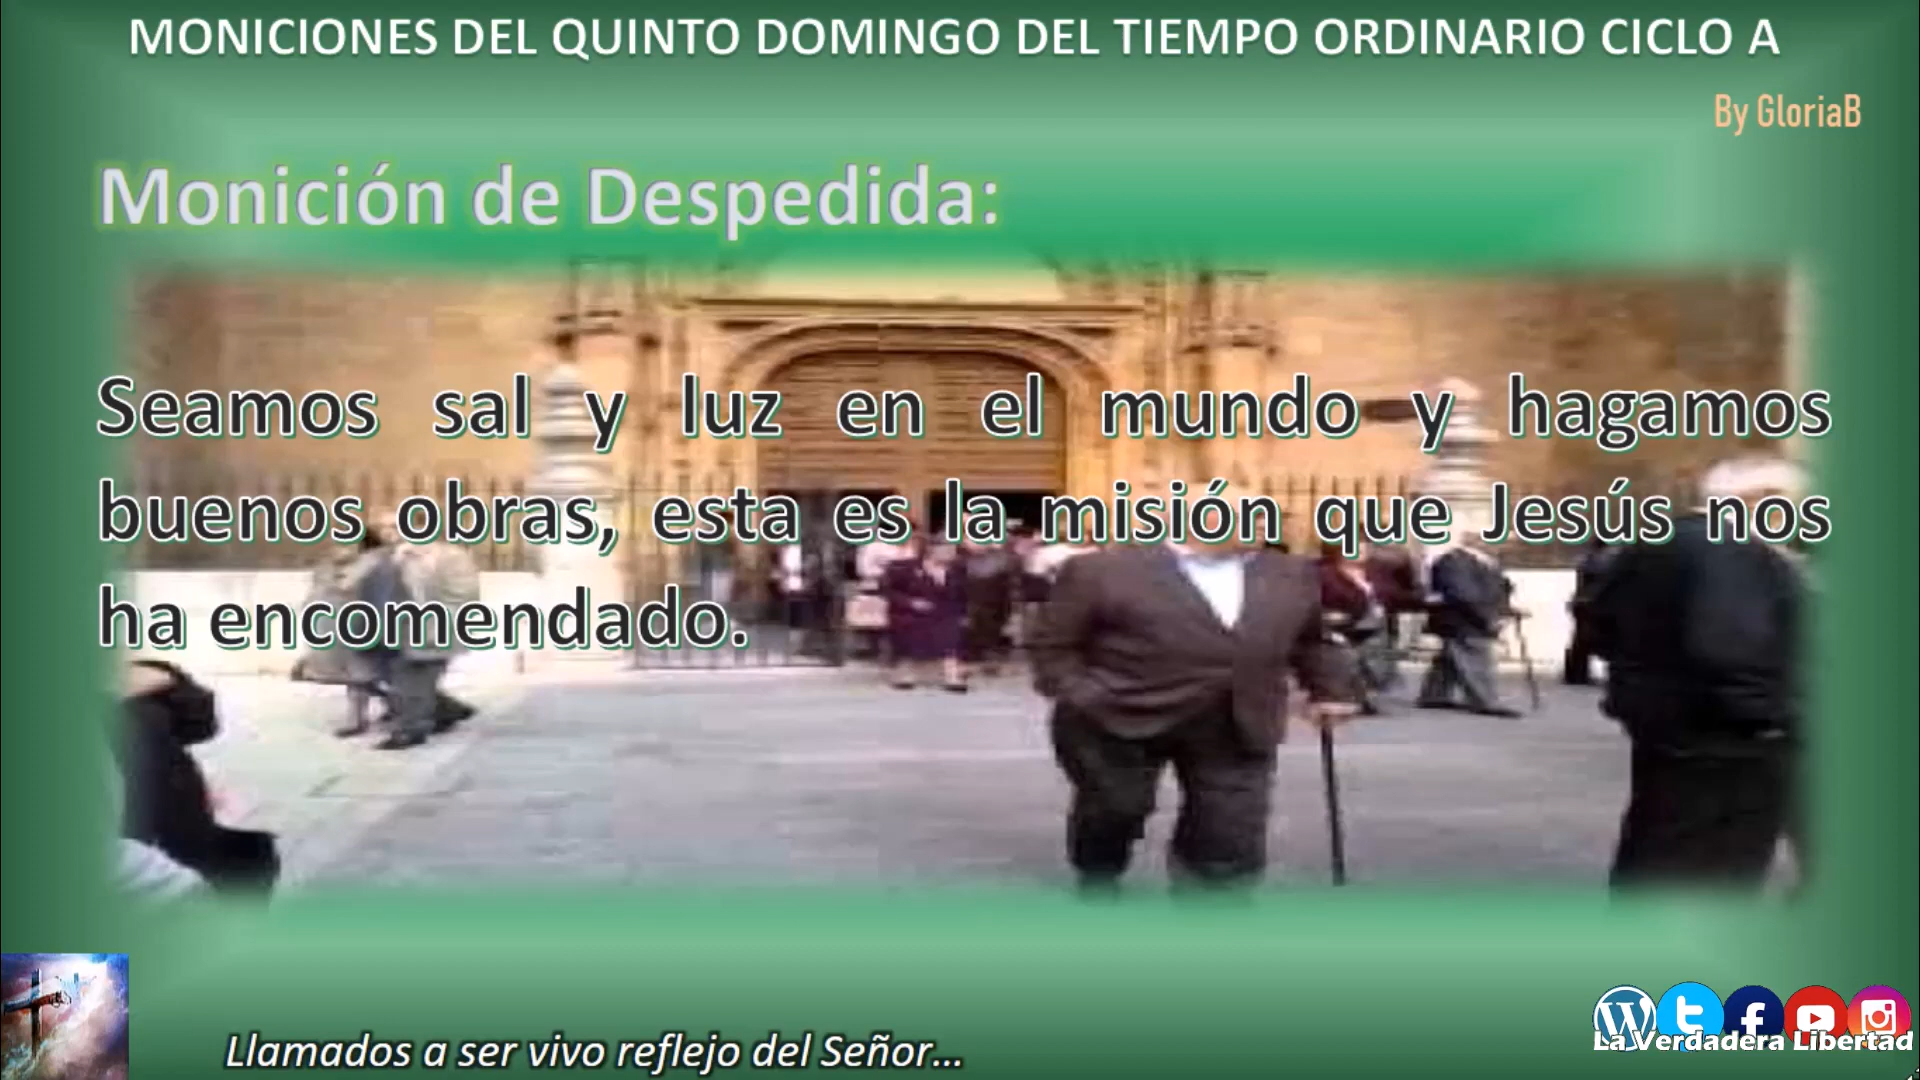 MONICIONES DEL QUINTO DOMINGO DEL TIEMPO ORDINARIO CICLO A
By GloriaB
Monición de Despedida:
Seamos sal y luz en el mundo y hagamos
buenos obras, esta es la misión que Jesús nos
ha encomendado.
La Verdadera Libertad
Llamados a ser vivo reflejo del Señor...